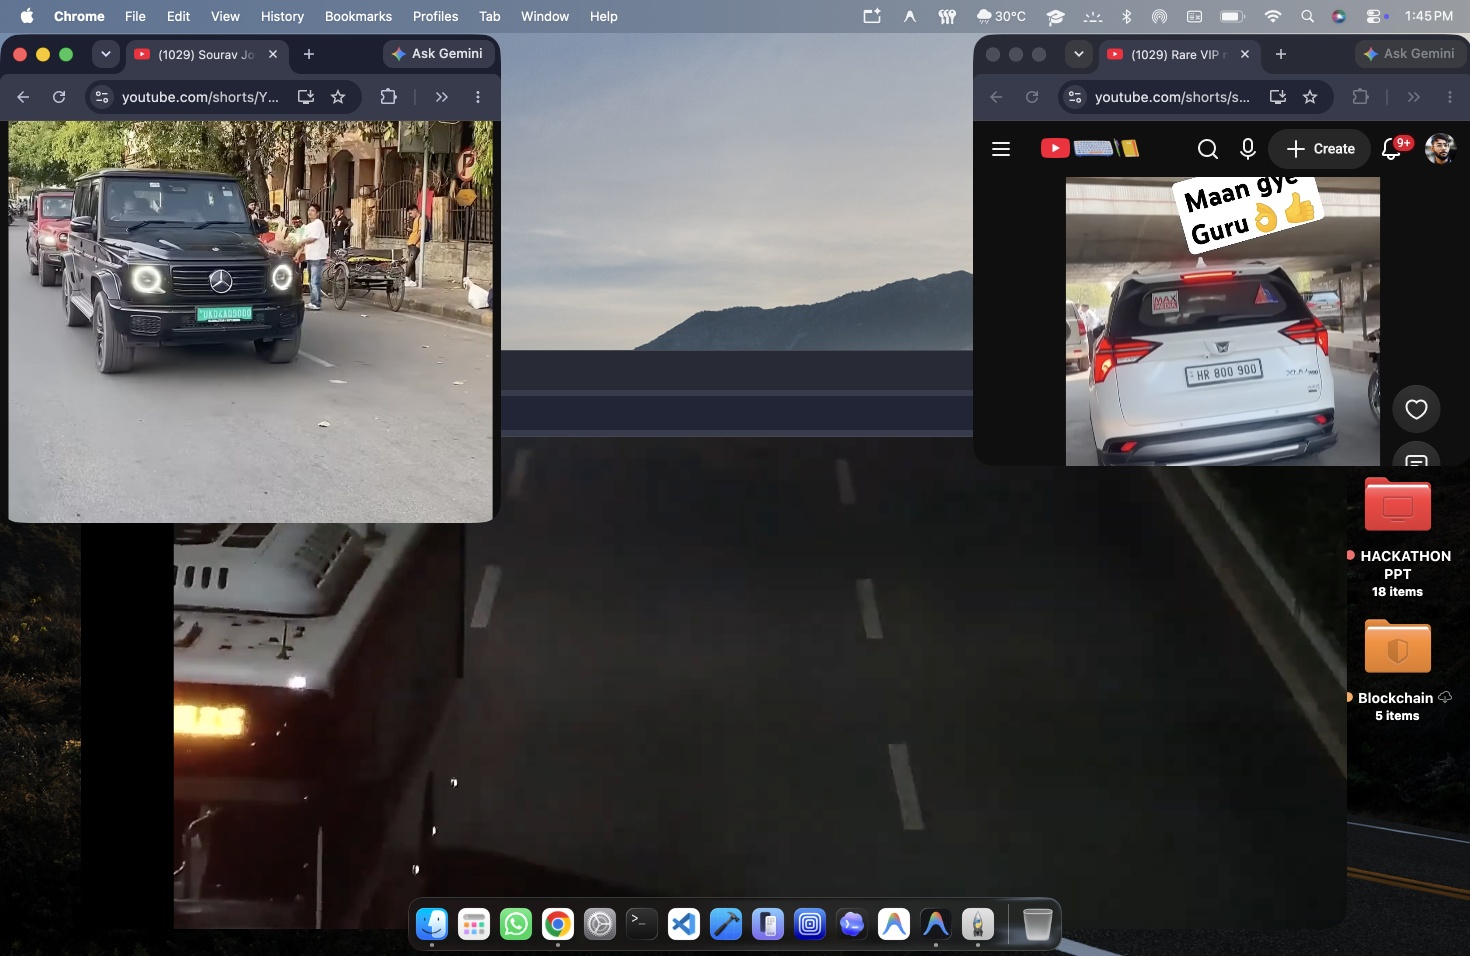 Chrome File Edit View History Bookmarks Profiles Tab Window Help
30°C
1:45 PM
(1029) Sourav Jo
Ask Gemini
youtube.com/shorts/Y...
(1029) Rare VIP
Ask Gemini
youtube.com/shorts/s...
Create
9+
P
Maan gye
Guru👌👍
MAX
HR 800 900
HACKATHON
PPT
18 items
Blockchain
5 items